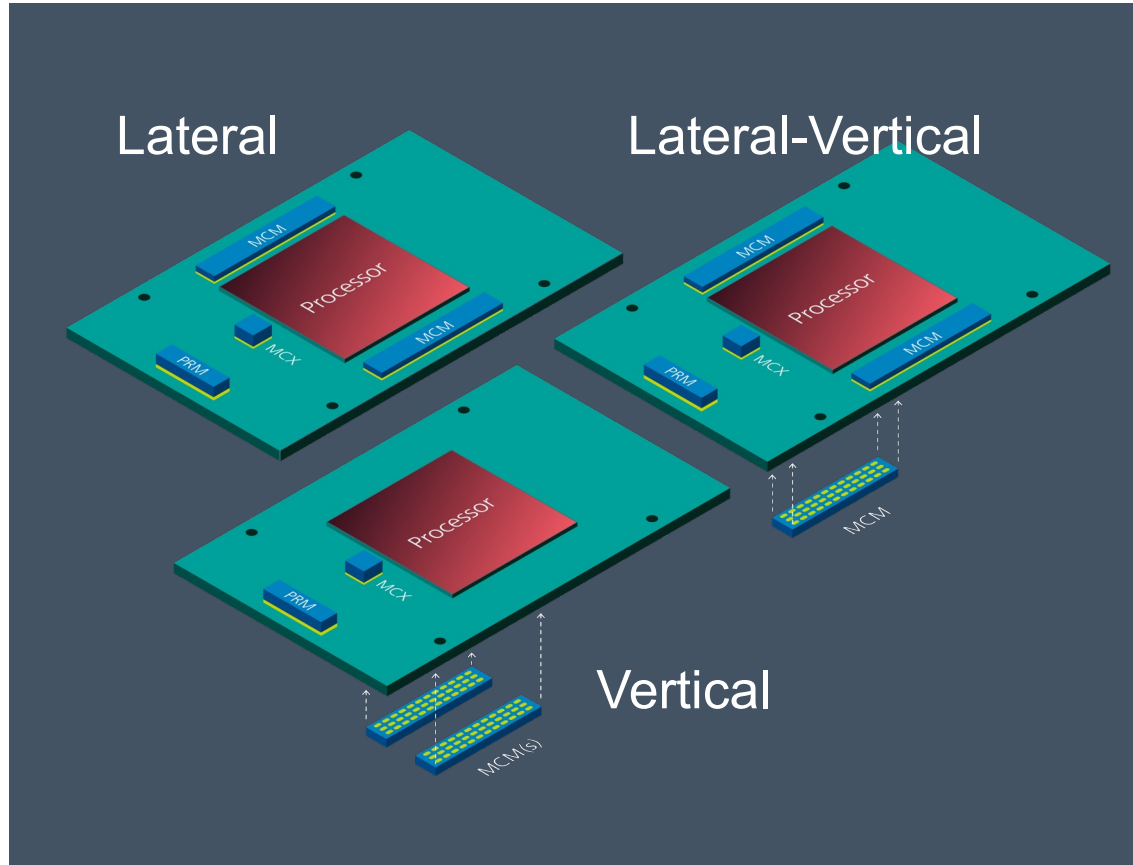 Lateral
MCM
Processor
MCM
MCX
PRM
Lateral-Vertical
MCM
Processor
MCM
MCX
PRM
MCM
Processor
MCX
PRM
Vertical
MCM(s)